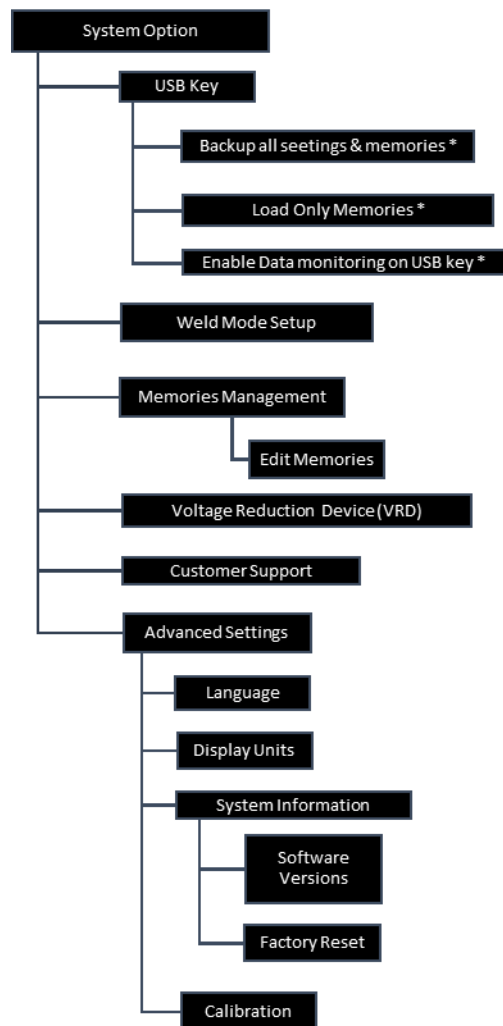 System Option
USB Key
Backup all seetings & memories *
Load Only Memories *
Enable Data monitoring on USB key *
Weld Mode Setup
Memories Management
Edit Memories
Voltage Reduction Device (VRD)
Customer Support
Advanced Settings
Language
Display Units
System Information
Software
Versions
Factory Reset
Calibration